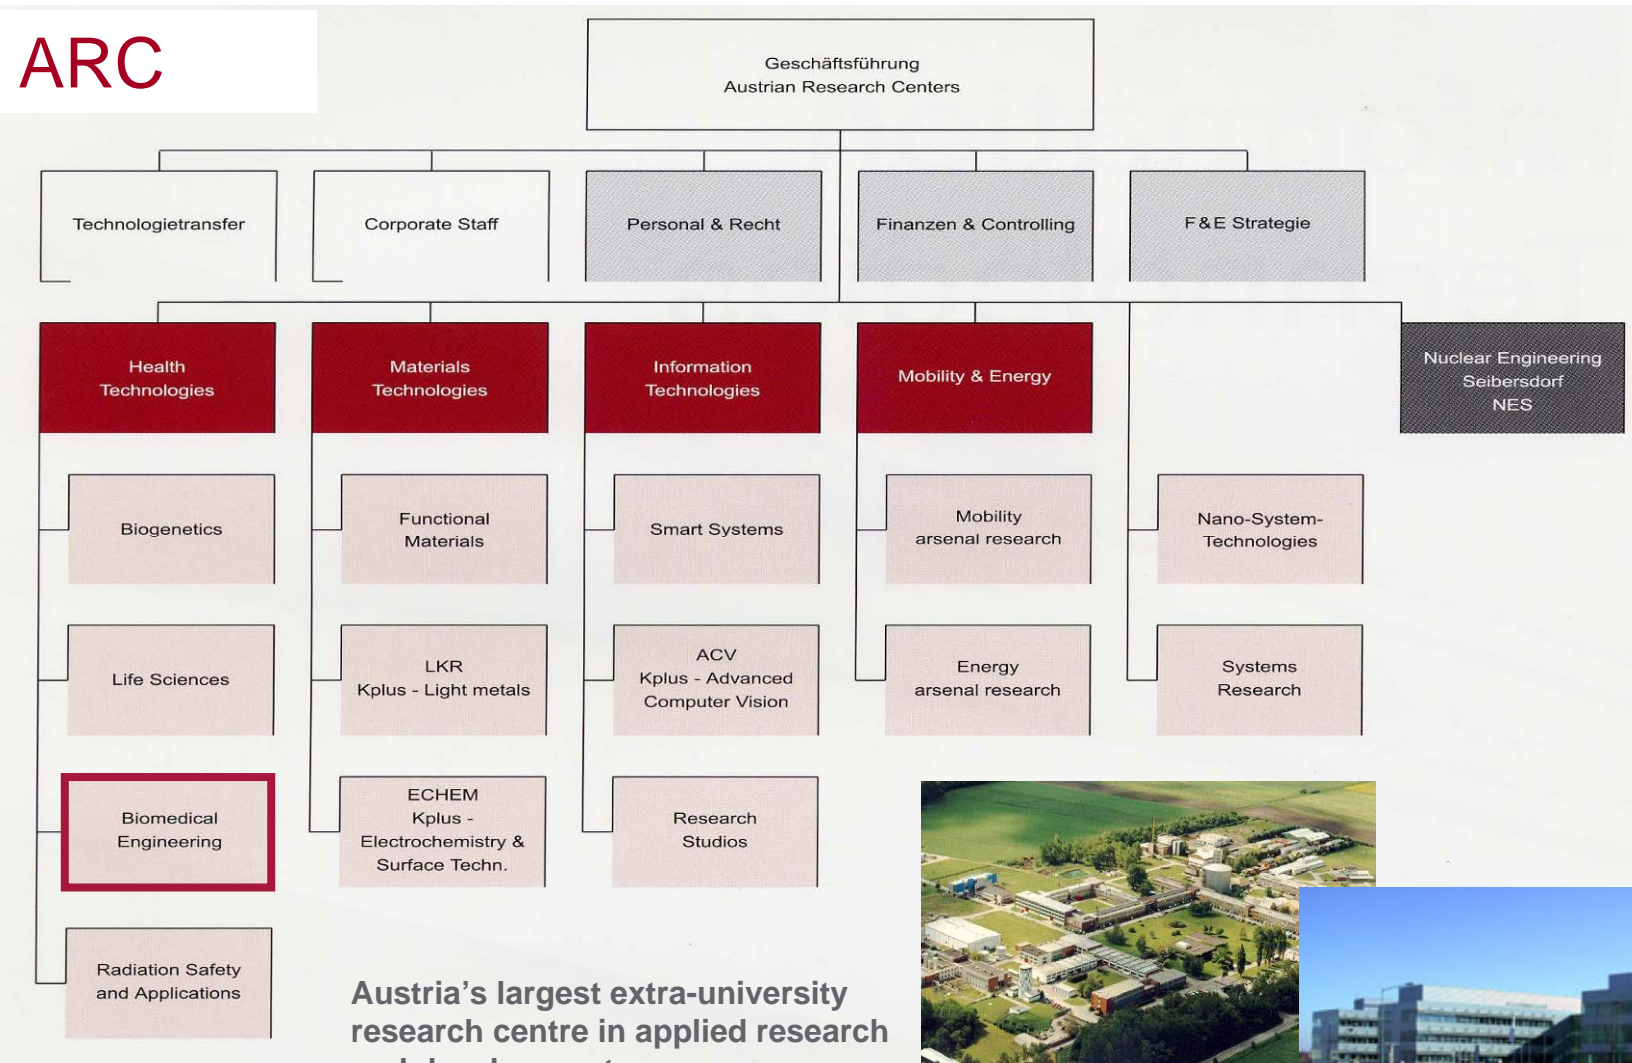 ARC
Geschäftsführung
Austrian Research Centers
Technologietransfer
Corporate Staff
Personal & Recht
Finanzen & Controlling
F&E Strategie
Health
Technologies
Materials
Technologies
Information
Technologies
Mobility & Energy
Nuclear Engineering
Seibersdorf
NES
Biogenetics
Functional
Materials
Smart Systems
Mobility
arsenal research
Nano-System-
Technologies
Life Sciences
LKR
Kplus - Light metals
ACV
Kplus - Advanced
Computer Vision
Energy
arsenal research
Systems
Research
Biomedical
Engineering
ECHEM
Kplus -
Electrochemistry &
Surface Techn.
Research
Studios
Radiation Safety
and Applications
Austria’s largest extra-university
research centre in applied research